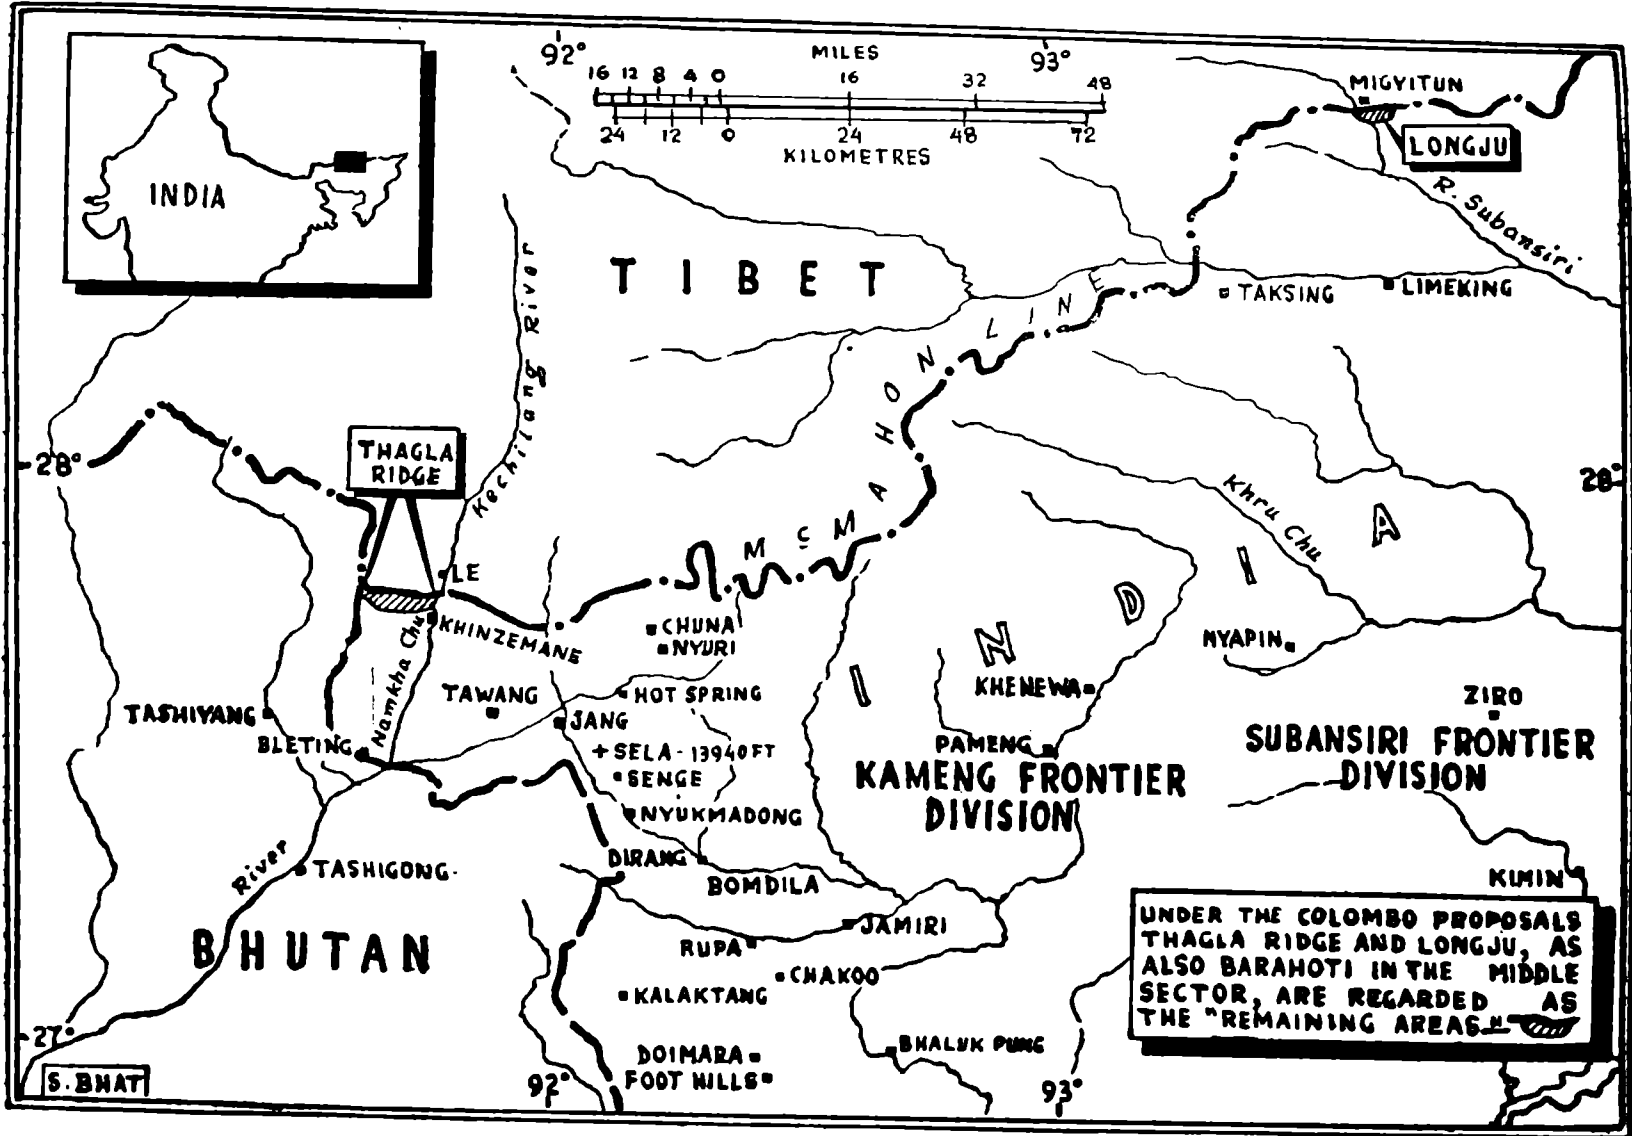 92°
MILES
93°
16 12 8 4 0 16 32 48
24 12 0 24 48 72
KILOMETRES
INDIA
MIGYITUN
LONGJU
R. Subansiri
TIBET
Kechilang River
TAKSING
LIMEKING
McMAHON LINE
28°
28°
THAGLA
RIDGE
Khru Chu
INDIA
LE
KHINZEMANE
Namkha Chu
CHUNA
NYURI
NYAPIN
TAWANG
HOT SPRING
KHENEWA
ZIRO
TASHIYANG
JANG
BLETING
+ SELA - 13940FT
SENGE
PAMENG
KAMENG FRONTIER
DIVISION
SUBANSIRI FRONTIER
DIVISION
NYUKMADONG
DIRANG
BOMDILA
River
TASHIGONG
KIMIN
BHUTAN
JAMIRI
RUPA
CHAKOO
KALAKTANG
UNDER THE COLOMBO PROPOSALS
THAGLA RIDGE AND LONGJU, AS
ALSO BARAHOTI IN THE MIDDLE
SECTOR, ARE REGARDED AS
THE "REMAINING AREAS"
27°
BHALUK PUNG
DOIMARA
FOOT HILLS
S. BHAT
92°
93°